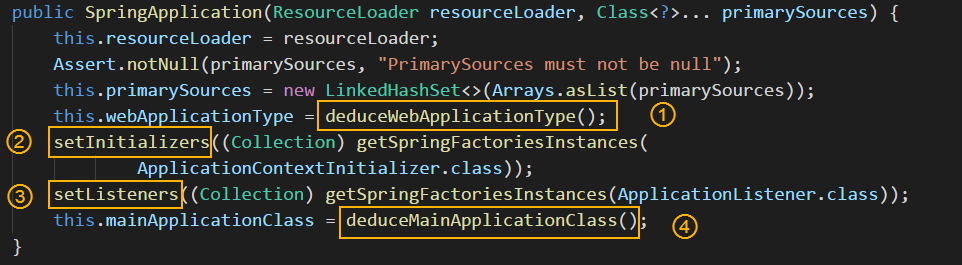 public SpringApplication(ResourceLoader resourceLoader, Class<?>... primarySources) {
this.resourceLoader = resourceLoader;
Assert.notNull(primarySources, "PrimarySources must not be null");
this.primarySources = new LinkedHashSet<>(Arrays.asList(primarySources));
this.webApplicationType = deduceWebApplicationType(); ①
② setInitializers((Collection) getSpringFactoriesInstances(
ApplicationContextInitializer.class));
③ setListeners((Collection) getSpringFactoriesInstances(ApplicationListener.class));
this.mainApplicationClass = deduceMainApplicationClass(); ④
}